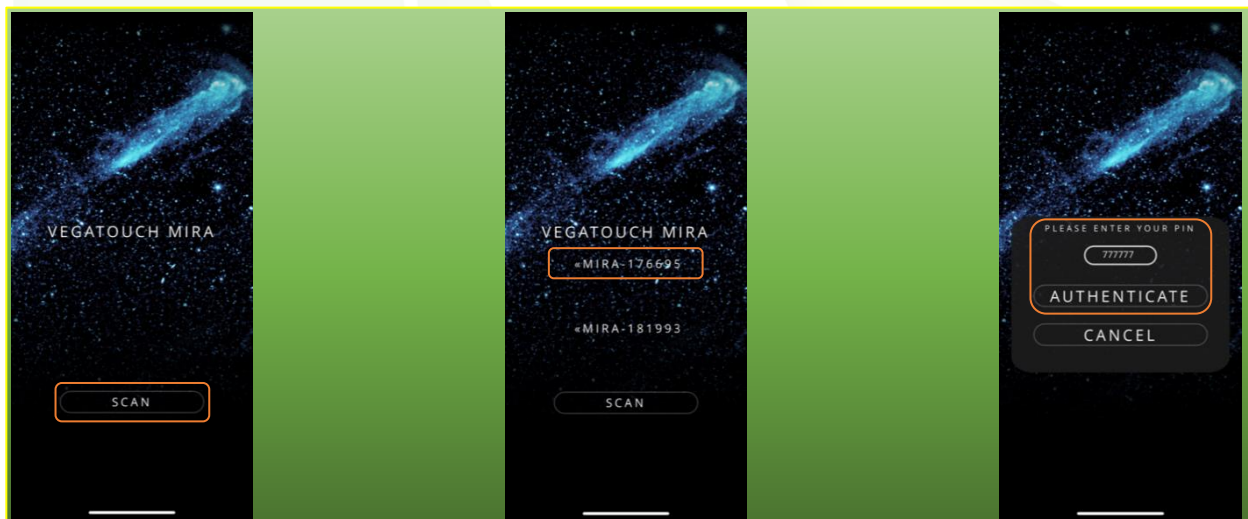 VEGATOUCH MIRA
SCAN
VEGATOUCH MIRA
«MIRA-176695
«MIRA-181993
SCAN
PLEASE ENTER YOUR PIN
777777
AUTHENTICATE
CANCEL